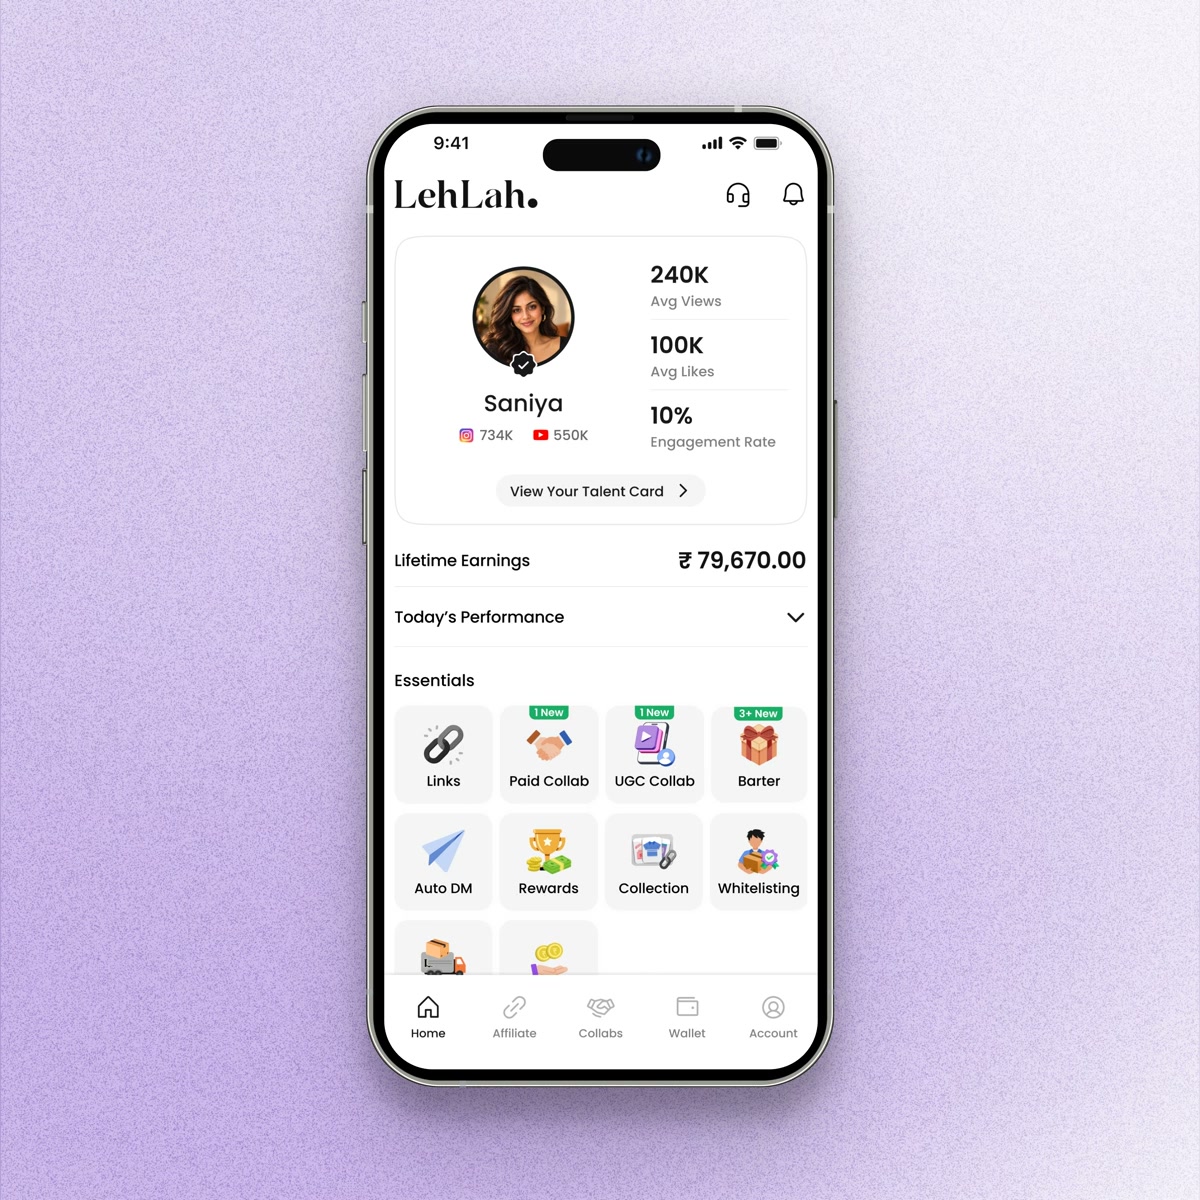 9:41
LehLah.
240K
Avg Views
100K
Avg Likes
10%
Engagement Rate
Saniya
734K 550K
View Your Talent Card
Lifetime Earnings ₹ 79,670.00
Today’s Performance
Essentials
1 New 1 New 3+ New
Links Paid Collab UGC Collab Barter
Auto DM Rewards Collection Whitelisting
Home Affiliate Collabs Wallet Account